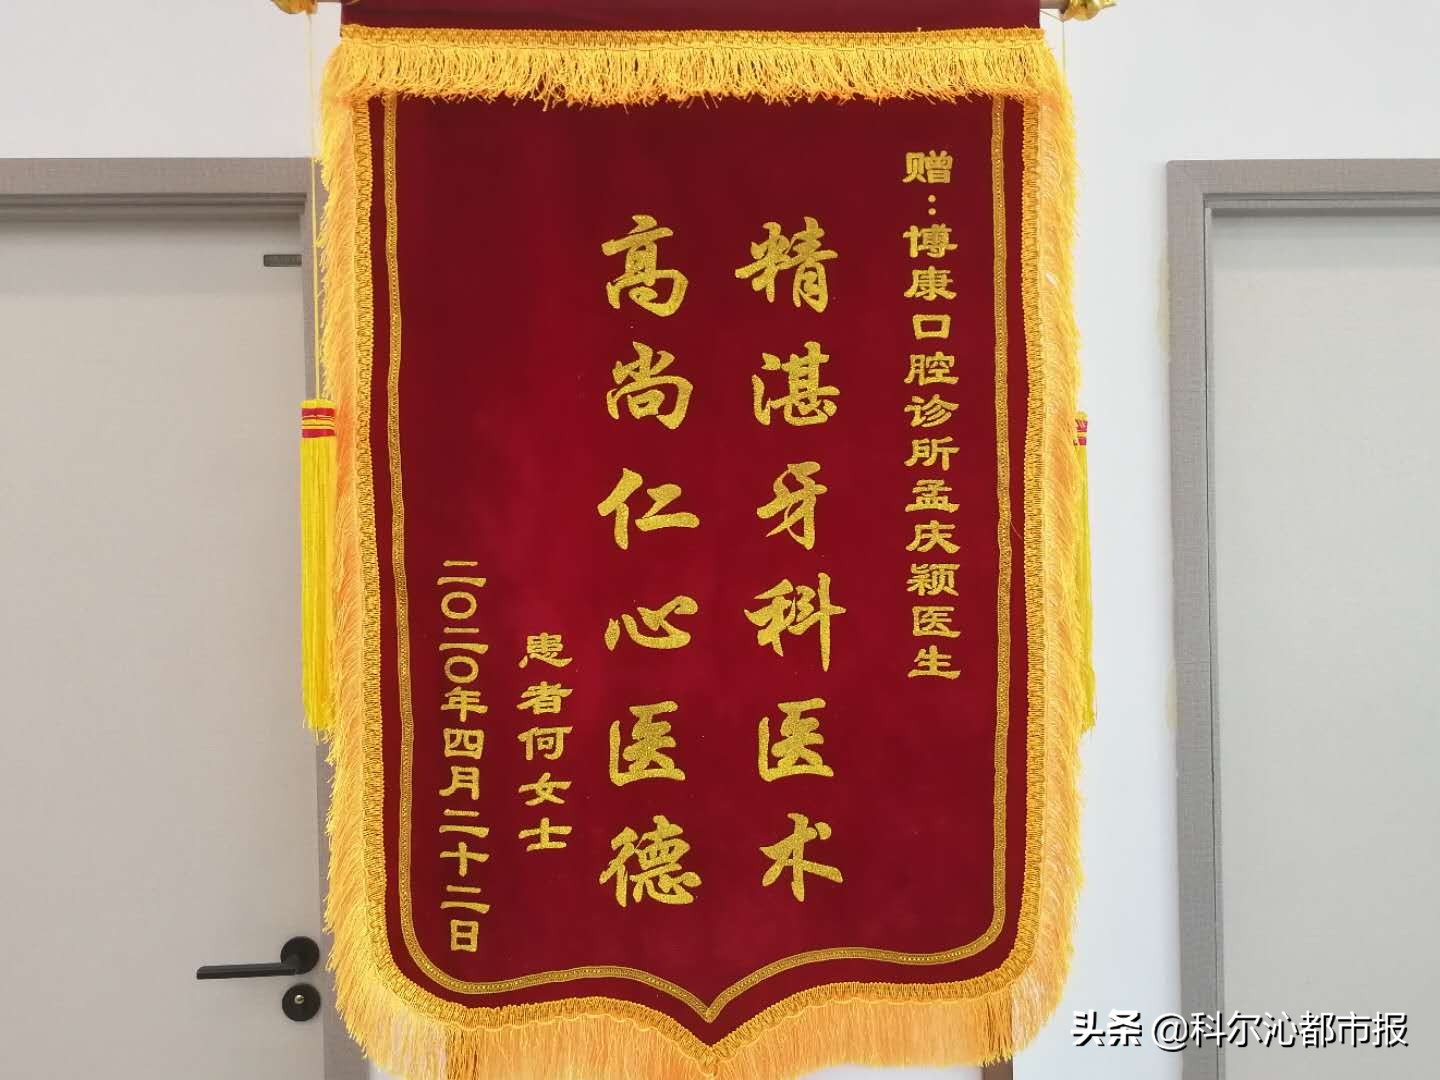 赠：博康口腔诊所孟庆颖医生
精湛牙科医术
高尚仁心医德
患者何女士
二〇二〇年四月二十二日
头条 @科尔沁都市报